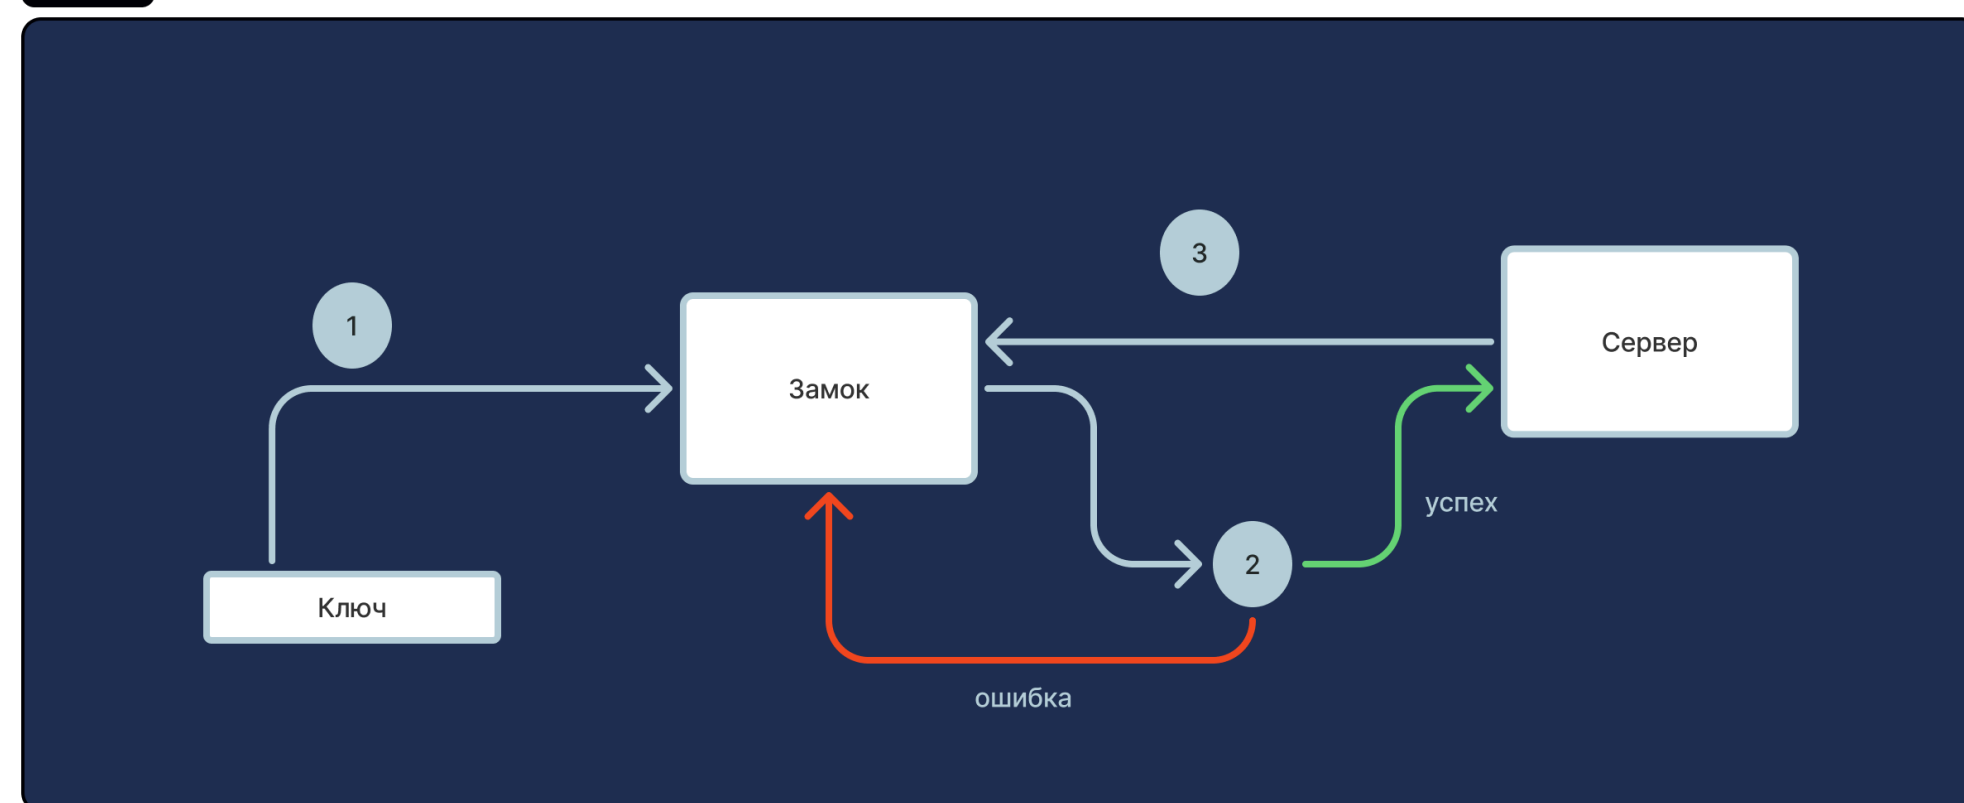 3
1
Сервер
Замок
успех
2
Ключ
ошибка